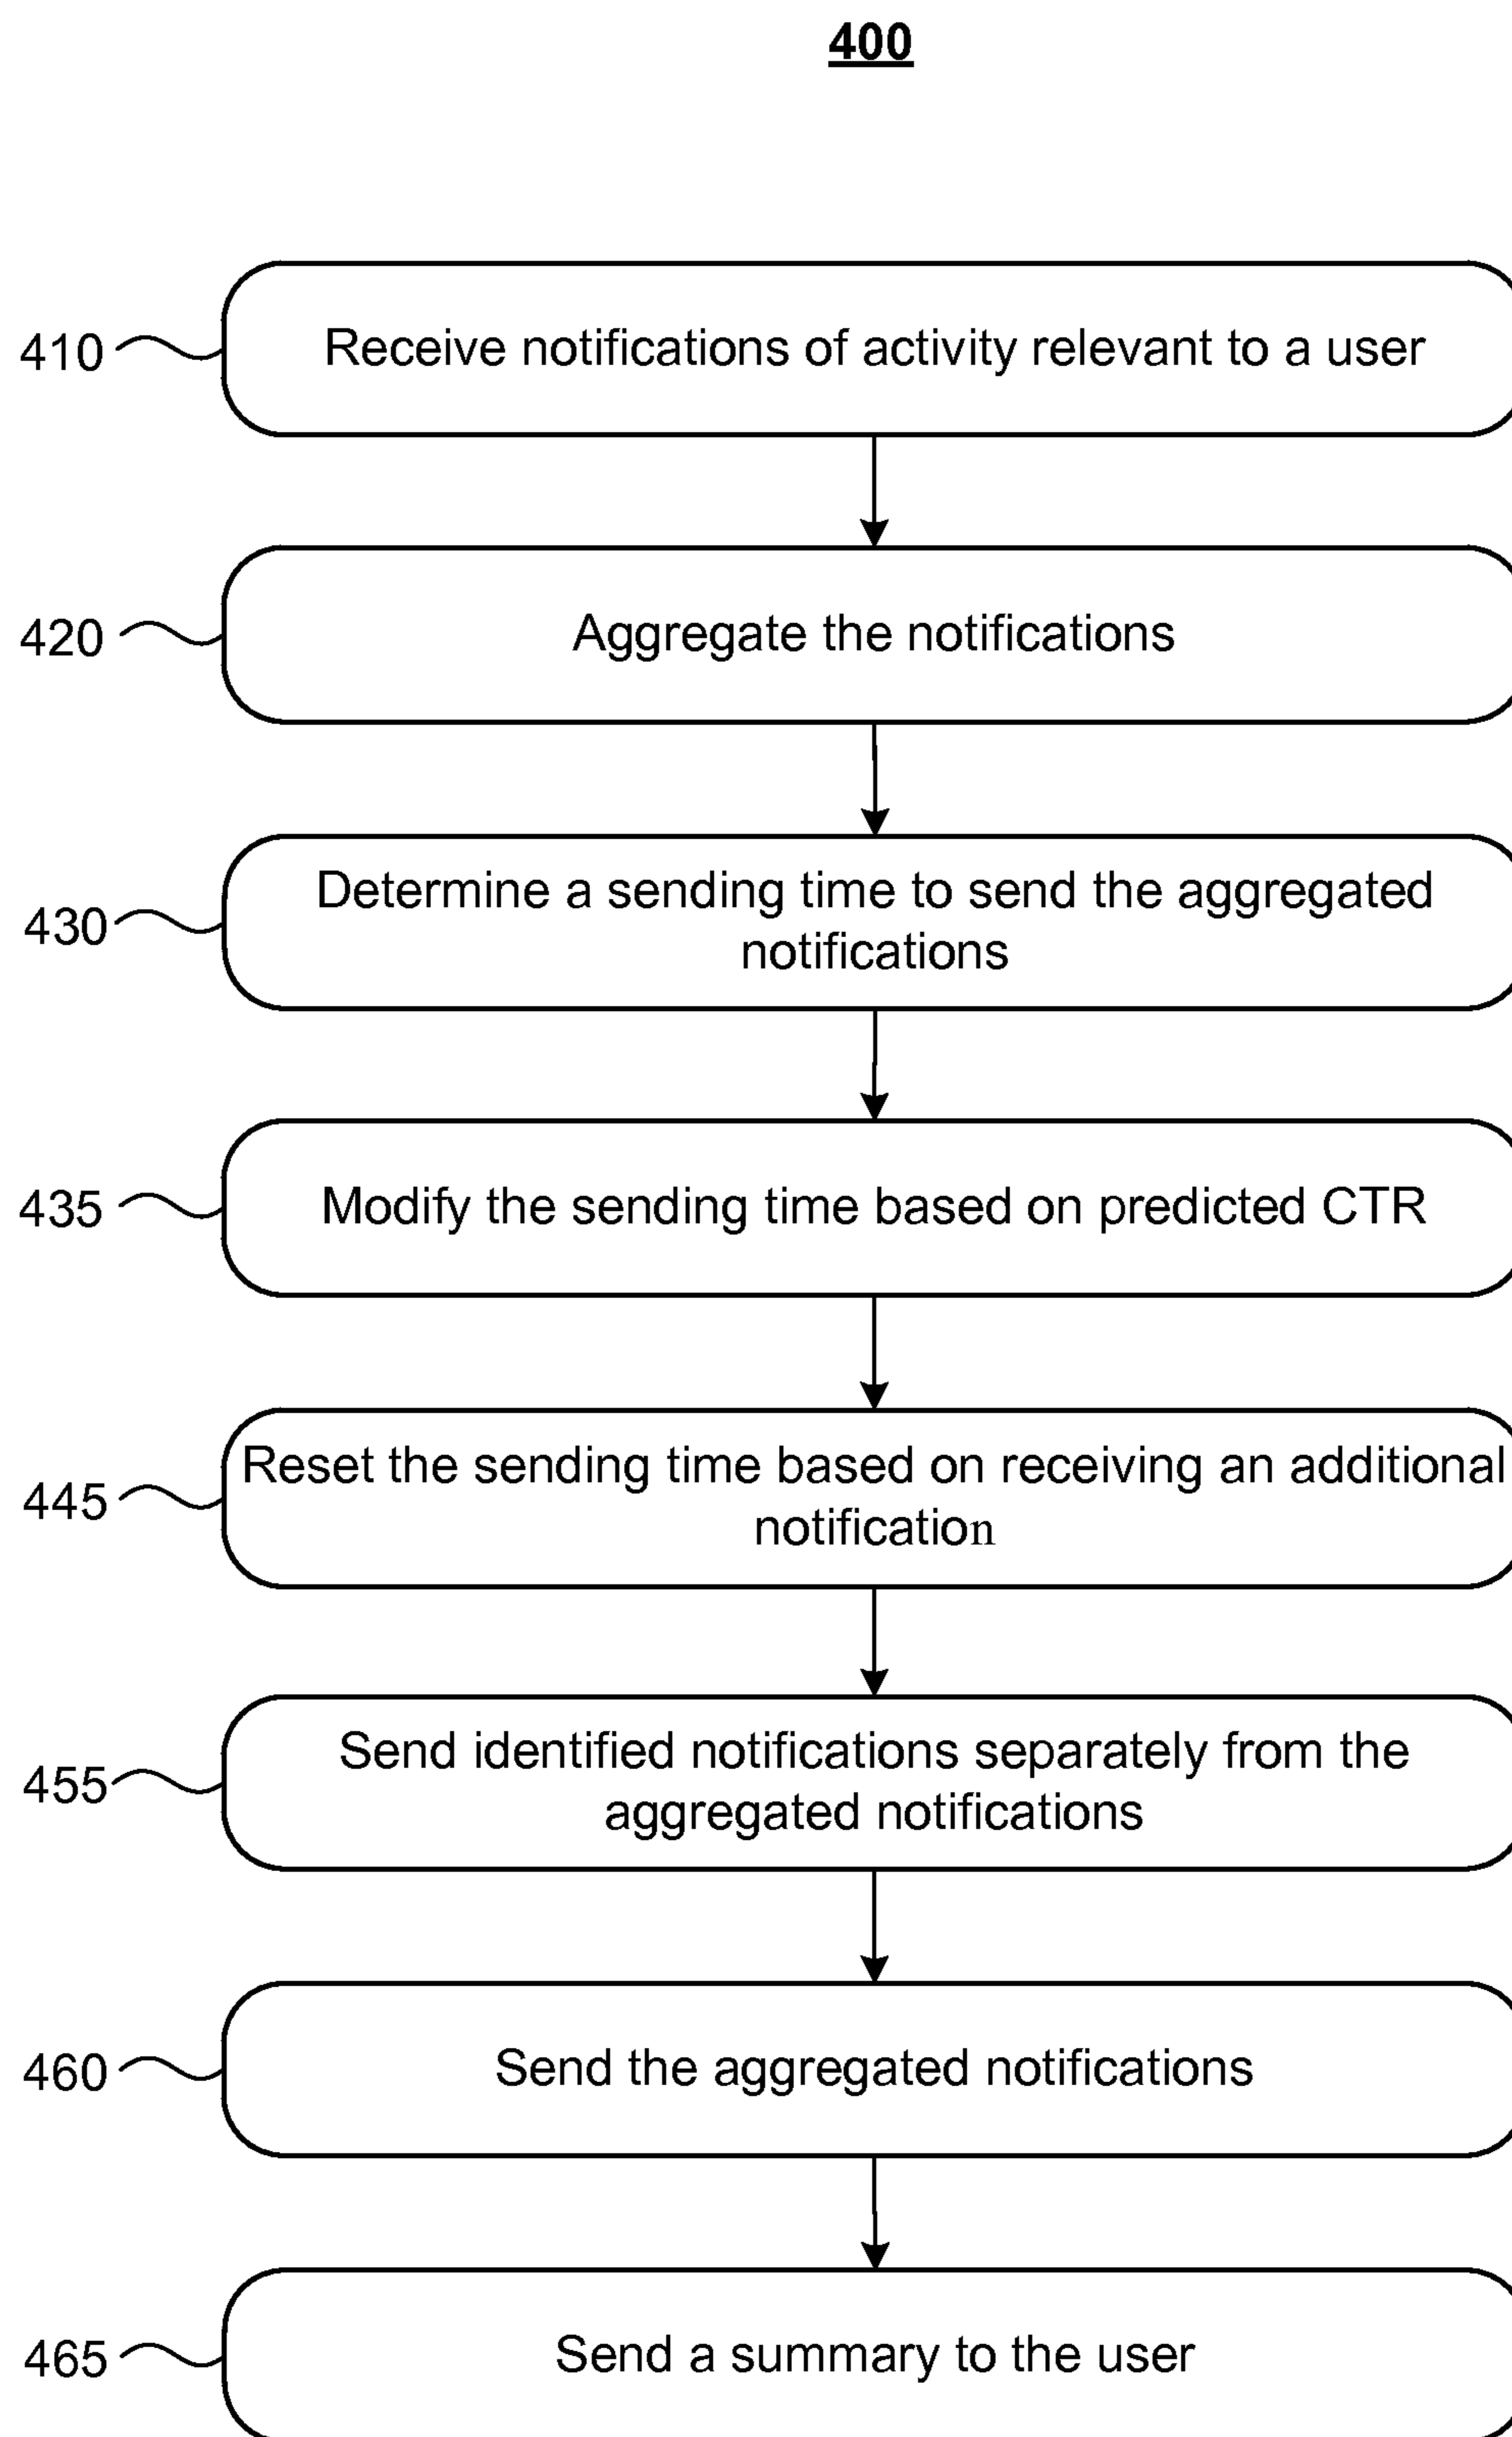 400
410
Receive notifications of activity relevant to a user
420
Aggregate the notifications
430
Determine a sending time to send the aggregated
notifications
435
Modify the sending time based on predicted CTR
445
Reset the sending time based on receiving an additional
notification
455
Send identified notifications separately from the
aggregated notifications
460
Send the aggregated notifications
465
Send a summary to the user